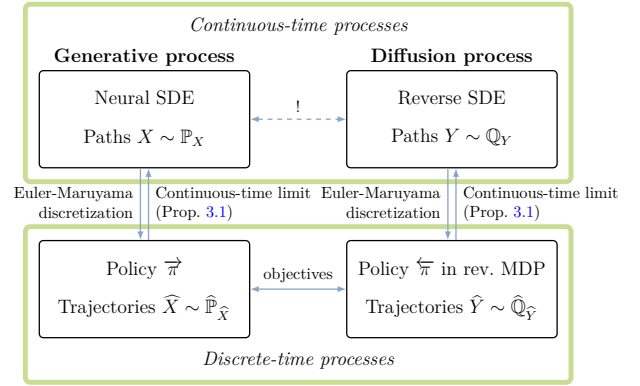 Continuous-time processes
Generative process
Diffusion process
Neural SDE
Paths X ∼ ℙ_X
!
Reverse SDE
Paths Y ∼ ℚ_Y
Euler-Maruyama
discretization
Continuous-time limit
(Prop. 3.1)
Euler-Maruyama
discretization
Continuous-time limit
(Prop. 3.1)
Policy π⃗
Trajectories X̂ ∼ ℙ̂_X̂
objectives
Policy π⃖ in rev. MDP
Trajectories Ŷ ∼ ℚ̂_Ŷ
Discrete-time processes